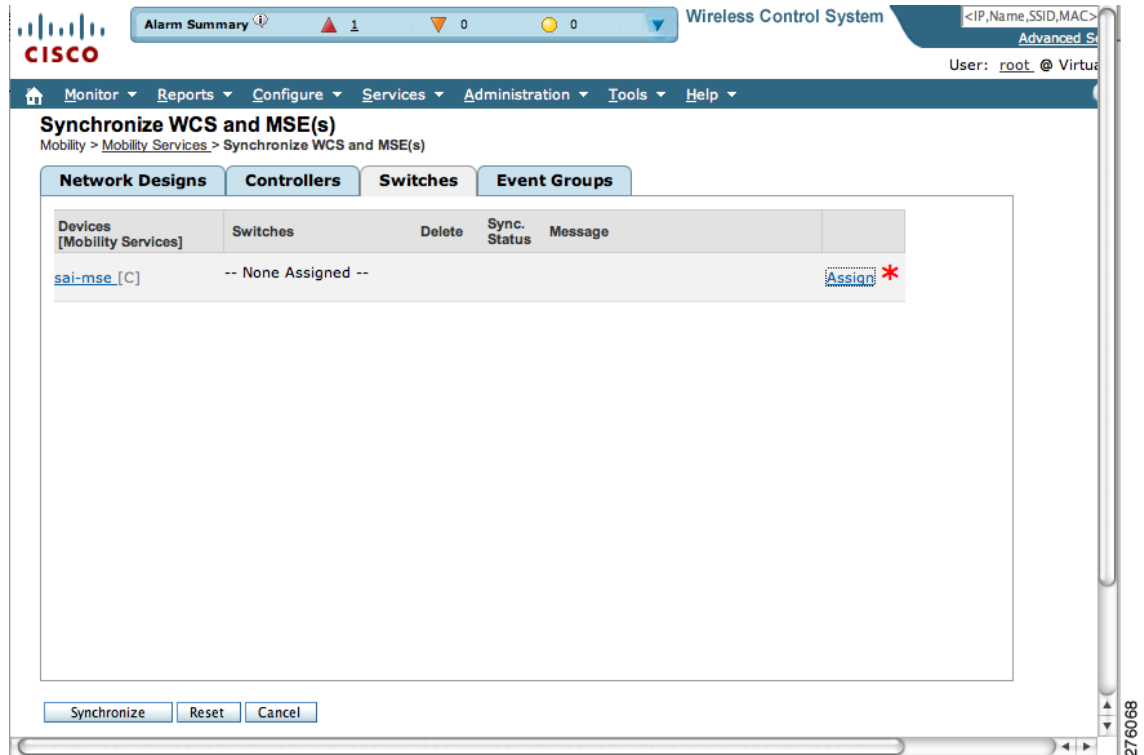 Alarm Summary 1 0 0 Wireless Control System <IP,Name,SSID,MAC>
Advanced Se
CISCO
User: root @ Virtua
Monitor Reports Configure Services Administration Tools Help
Synchronize WCS and MSE(s)
Mobility > Mobility Services > Synchronize WCS and MSE(s)
Network Designs Controllers Switches Event Groups
Devices
[Mobility Services] Switches Delete Sync. Status Message
sai-mse [C] -- None Assigned -- Assign *
Synchronize Reset Cancel
276068